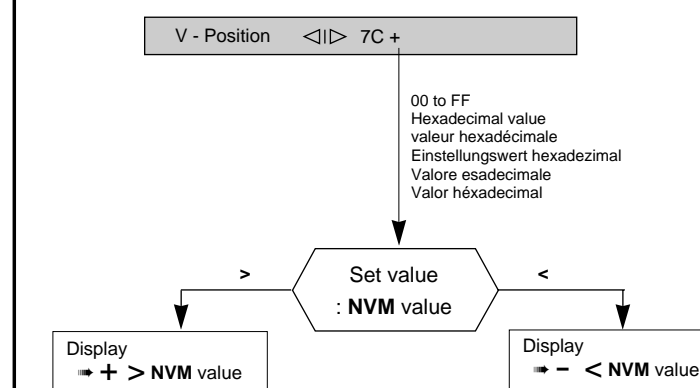 V - Position ◁I▷ 7C +
00 to FF
Hexadecimal value
valeur hexadécimale
Einstellungswert hexadezimal
Valore esadecimale
Valor héxadecimal
> Set value <
: NVM value
Display
➠ + > NVM value
Display
➠ - < NVM value